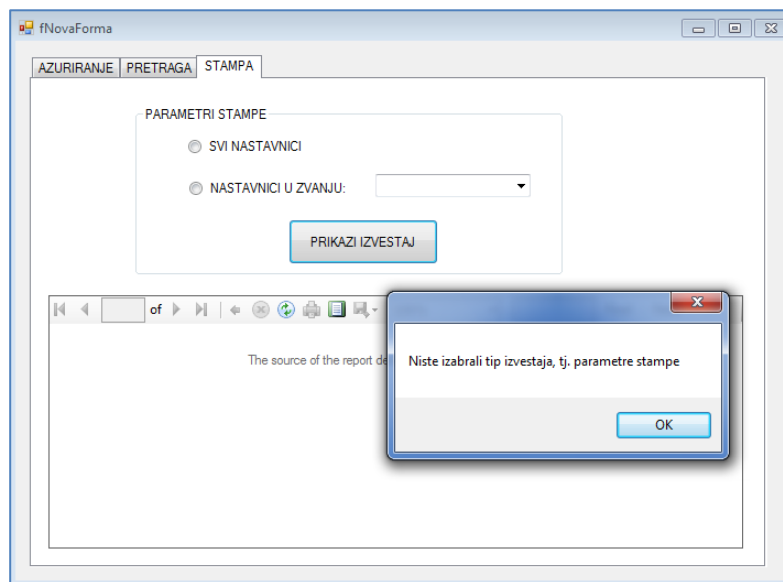 fNovaForma
AZURIRANJE PRETRAGA STAMPA
PARAMETRI STAMPE
SVI NASTAVNICI
NASTAVNICI U ZVANJU:
PRIKAZI IZVESTAJ
of
The source of the report de
Niste izabrali tip izvestaja, tj. parametre stampe
OK